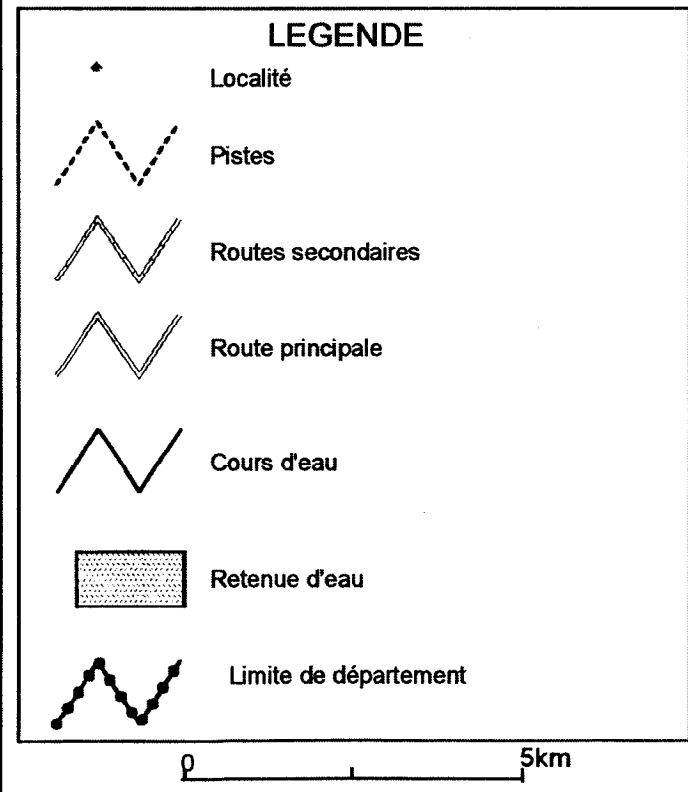 LEGENDE
Localité
Pistes
Routes secondaires
Route principale
Cours d'eau
Retenue d'eau
Limite de département
0 5km